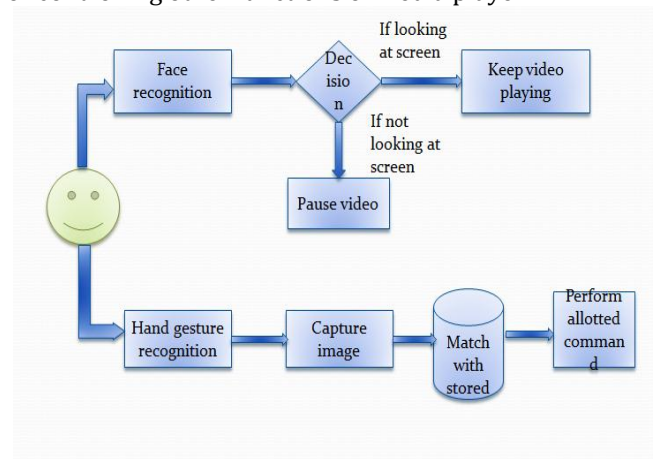 Face
recognition
Dec
isio
n
If looking
at screen
Keep video
playing
If not
looking at
screen
Pause video
Hand gesture
recognition
Capture
image
Match
with
stored
Perform
allotted
comman
d